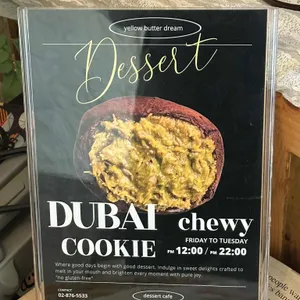 yellow butter dream
Dessert
DUBAI chewy
COOKIE
FRIDAY TO TUESDAY
PM 12:00 / PM 22:00
Where good days begin with good dessert. Indulge in sweet delights crafted to
melt in your mouth and brighten every moment with pure joy.
"no gluten-free"
CONTACT
02-876-5533
dessert cafe